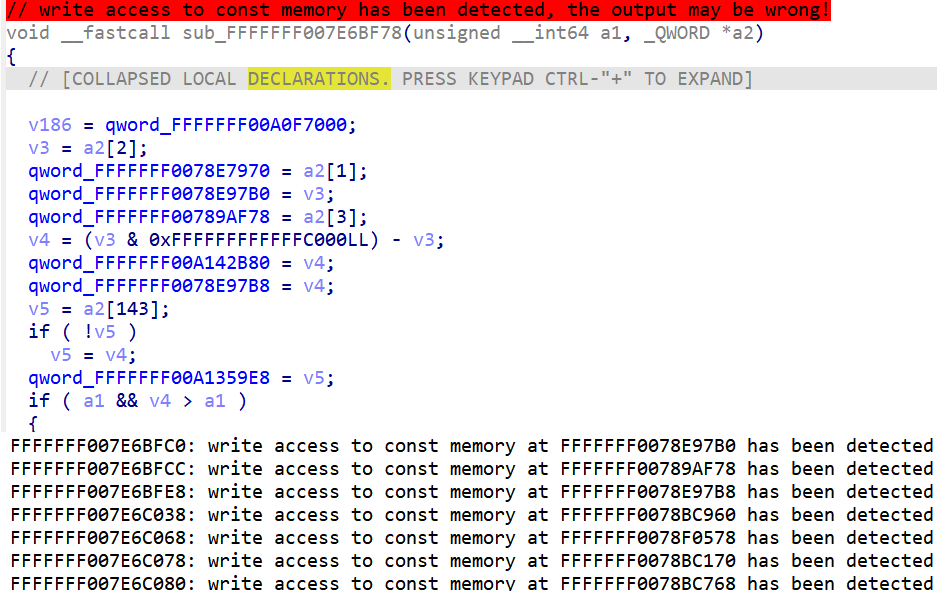 // write access to const memory has been detected, the output may be wrong!
void __fastcall sub_FFFFFFF007E6BF78(unsigned __int64 a1, _QWORD *a2)
{
// [COLLAPSED LOCAL DECLARATIONS. PRESS KEYPAD CTRL-"+" TO EXPAND]
v186 = qword_FFFFFFF00A0F7000;
v3 = a2[2];
qword_FFFFFFF0078E7970 = a2[1];
qword_FFFFFFF0078E97B0 = v3;
qword_FFFFFFF00789AF78 = a2[3];
v4 = (v3 & 0xFFFFFFFFFFFFC000LL) - v3;
qword_FFFFFFF00A142B80 = v4;
qword_FFFFFFF0078E97B8 = v4;
v5 = a2[143];
if ( !v5 )
v5 = v4;
qword_FFFFFFF00A1359E8 = v5;
if ( a1 && v4 > a1 )
{
FFFFFFF007E6BFC0: write access to const memory at FFFFFFF0078E97B0 has been detected
FFFFFFF007E6BFCC: write access to const memory at FFFFFFF00789AF78 has been detected
FFFFFFF007E6BFE8: write access to const memory at FFFFFFF0078E97B8 has been detected
FFFFFFF007E6C038: write access to const memory at FFFFFFF0078BC960 has been detected
FFFFFFF007E6C068: write access to const memory at FFFFFFF0078F0578 has been detected
FFFFFFF007E6C078: write access to const memory at FFFFFFF0078BC170 has been detected
FFFFFFF007E6C080: write access to const memory at FFFFFFF0078BC768 has been detected